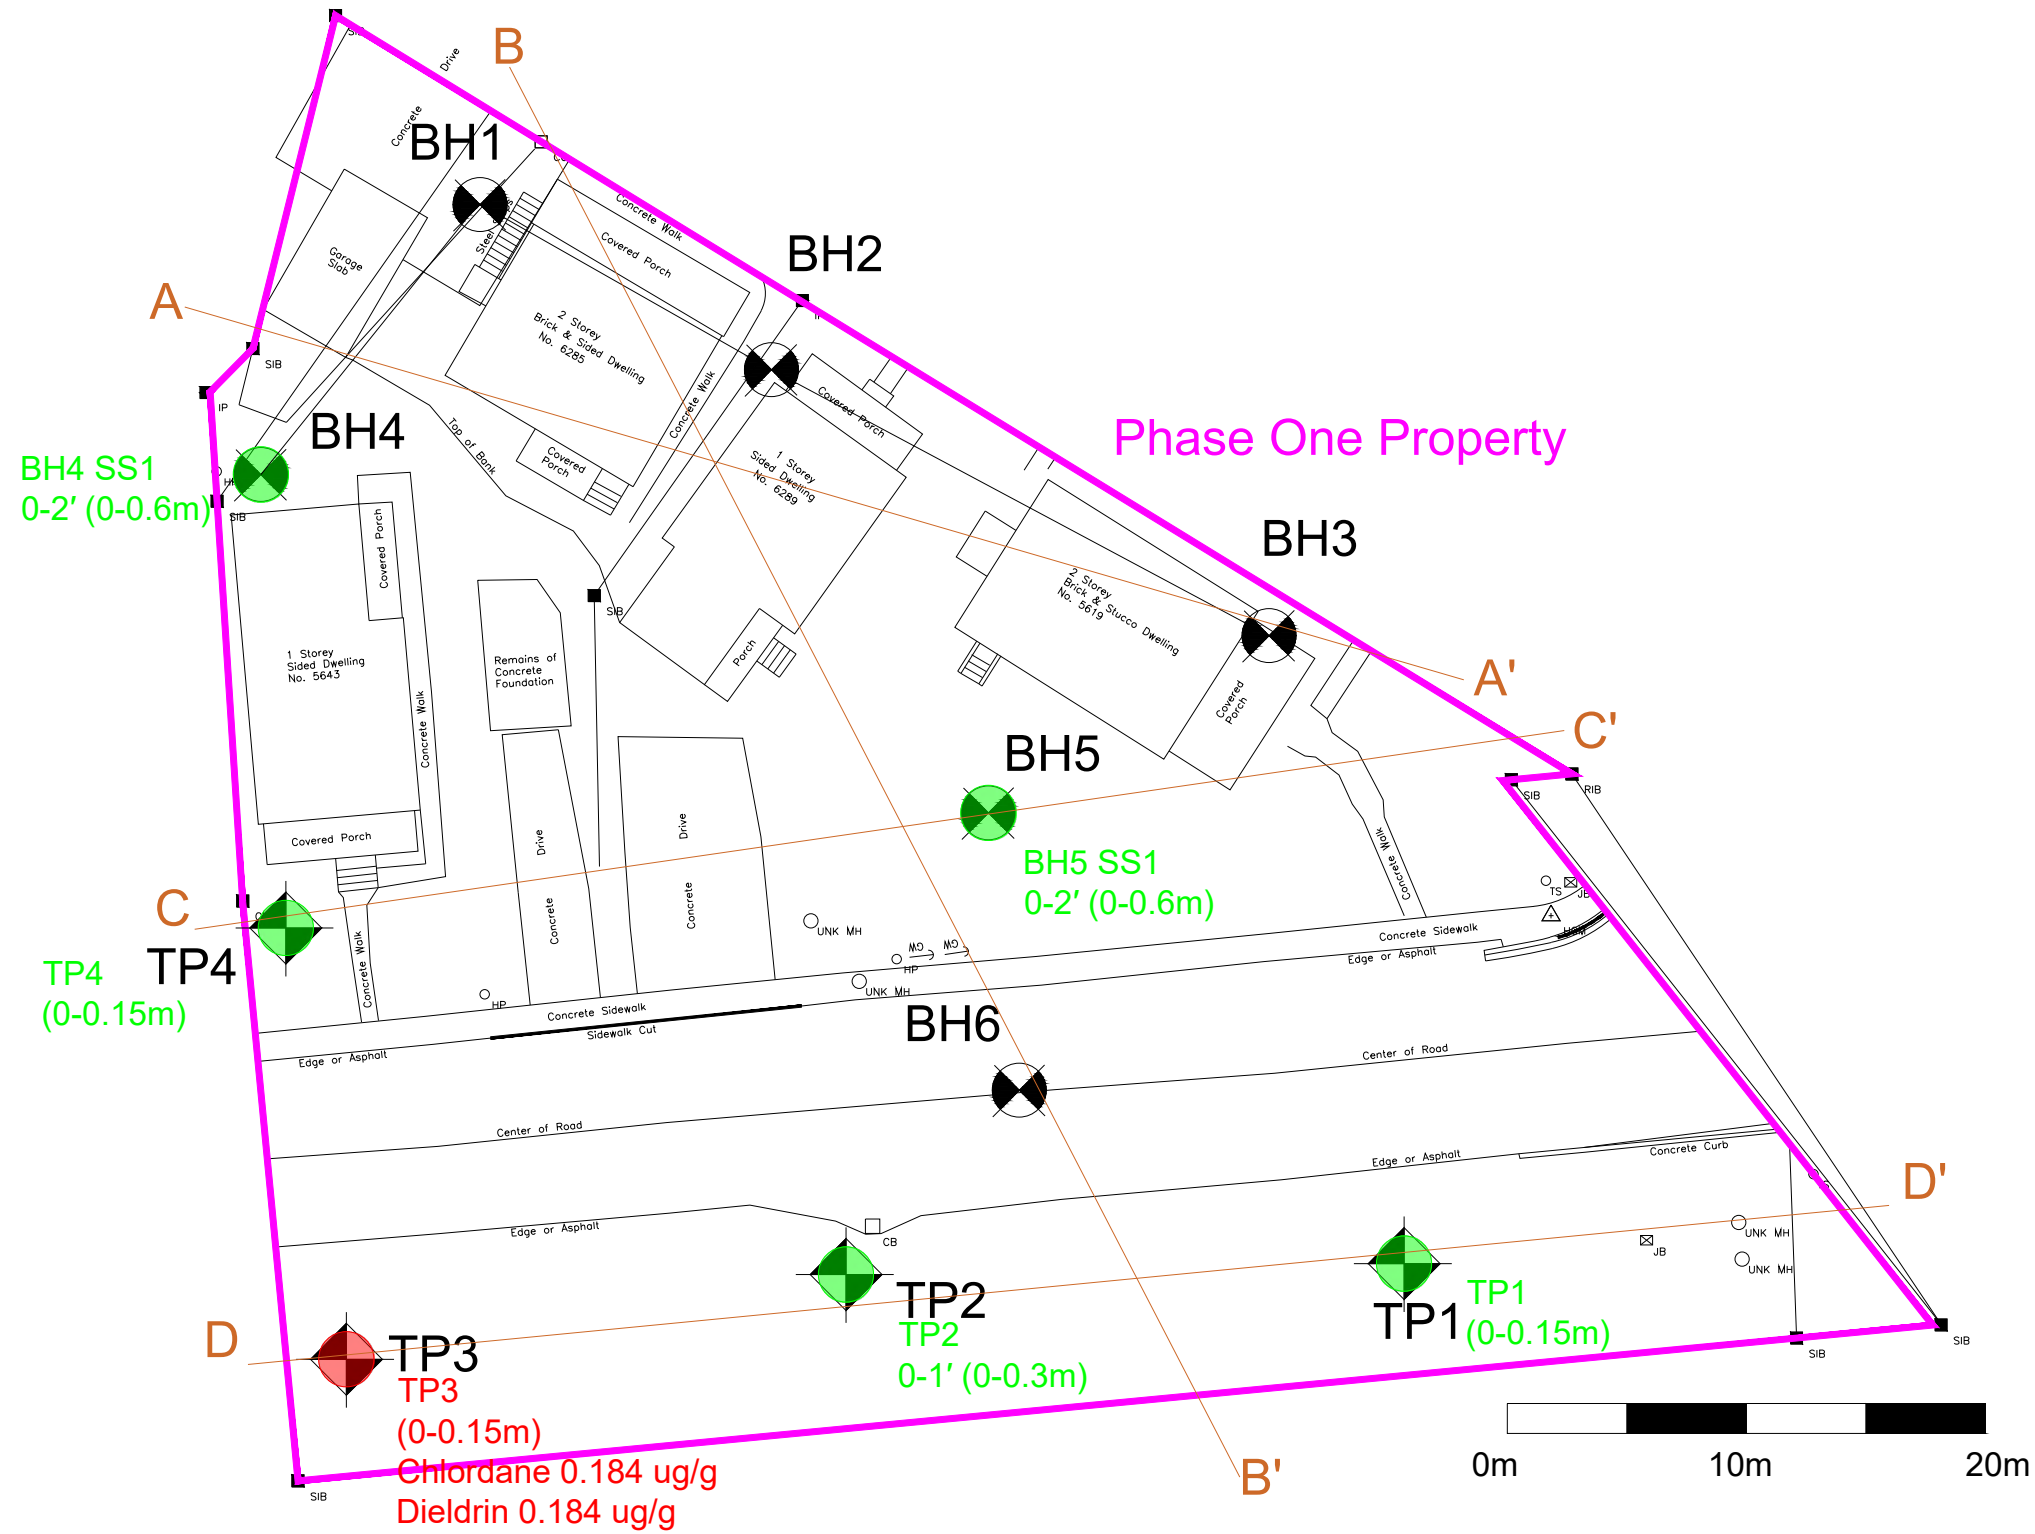 SIB
Drive
B
Concrete
BH1
CC
Steel Steps
Concrete Walk
Covered Porch
Garage
Slab
BH2
IP
A
2 Storey
Brick & Sided Dwelling
No. 6285
SIB
IP
Concrete Walk
Covered Porch
Phase One Property
BH4
BH4 SS1
0-2' (0-0.6m)
HP
SIB
Top of Bank
Covered
Porch
1 Storey
Sided Dwelling
No. 6289
BH3
Covered Porch
2 Storey
Brick & Stucco Dwelling
No. 5619
SIB
1 Storey
Sided Dwelling
No. 5643
Remains of
Concrete
Foundation
Porch
A'
Covered
Porch
Concrete Walk
C'
BH5
SIB
RIB
Covered Porch
Drive
Drive
BH5 SS1
0-2' (0-0.6m)
Concrete Walk
TS
JB
C
TP4
TP4
(0-0.15m)
Concrete Walk
Concrete
Concrete
UNK MH
GW
GW
HP
UNK MH
Concrete Sidewalk
Edge or Asphalt
HP
Concrete Sidewalk
Sidewalk Cut
Edge or Asphalt
BH6
Center of Road
Center of Road
Edge or Asphalt
Concrete Curb
D'
Edge or Asphalt
CB
UNK MH
JB
UNK MH
TP2
TP2
0-1' (0-0.3m)
TP1
TP1
(0-0.15m)
SIB
SIB
D
TP3
TP3
(0-0.15m)
Chlordane 0.184 ug/g
Dieldrin 0.184 ug/g
SIB
B'
0m
10m
20m